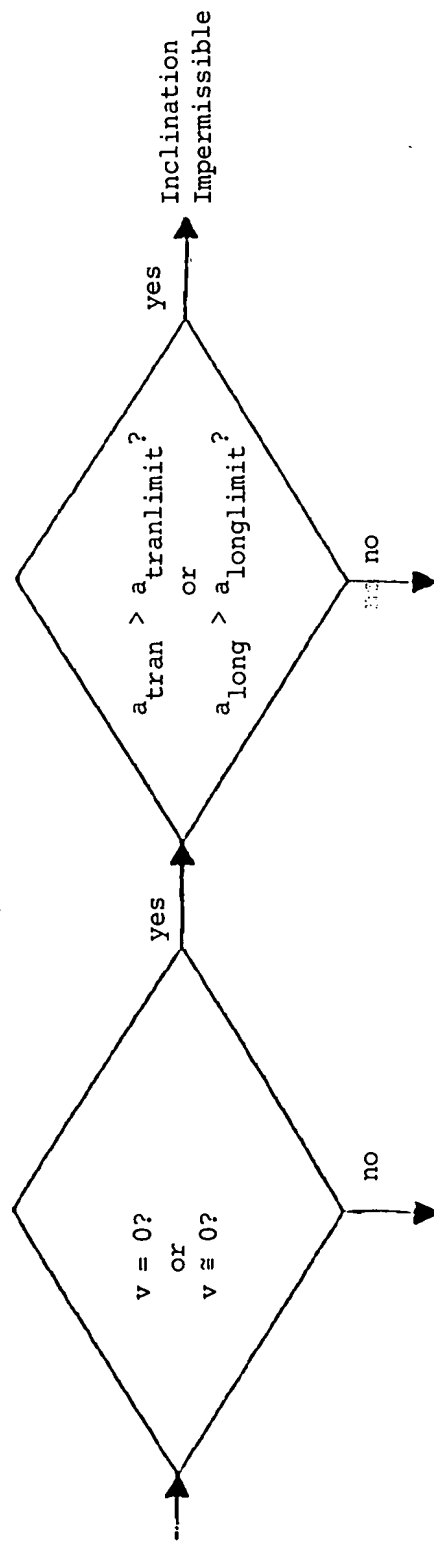 v = 0?
or
v ≅ 0?
yes
no
a_tran > a_tranlimit?
or
a_long > a_longlimit?
yes
no
Inclination
Impermissible